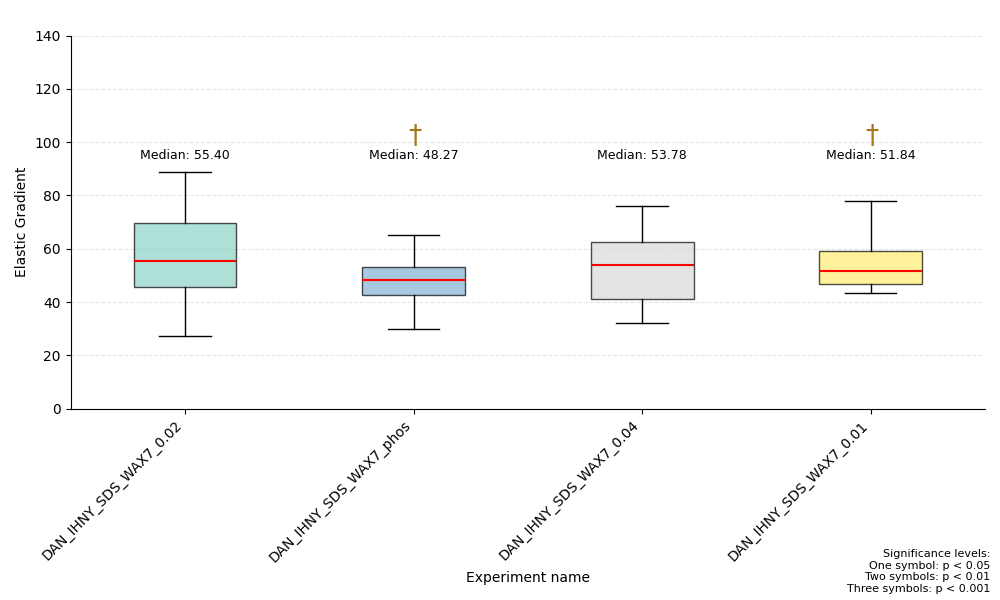 140
120
100
80
60
40
20
0
Elastic Gradient
†
†
Median: 55.40
Median: 48.27
Median: 53.78
Median: 51.84
DAN_IHNY_SDS_WAX7_0.02
DAN_IHNY_SDS_WAX7_phos
DAN_IHNY_SDS_WAX7_0.04
DAN_IHNY_SDS_WAX7_0.01
Experiment name
Significance levels:
One symbol: p < 0.05
Two symbols: p < 0.01
Three symbols: p < 0.001